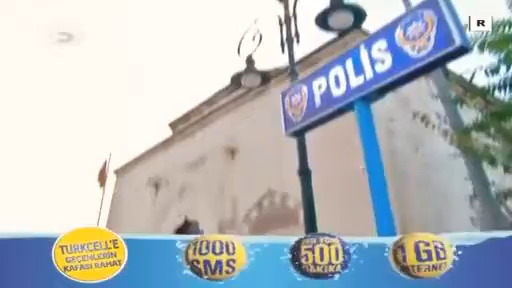 R
POLİS
TURKCELL'E
GEÇENLERİN
KAFASI RAHAT
1000
SMS
500
DAKİKA
1 GB
İNTERNET